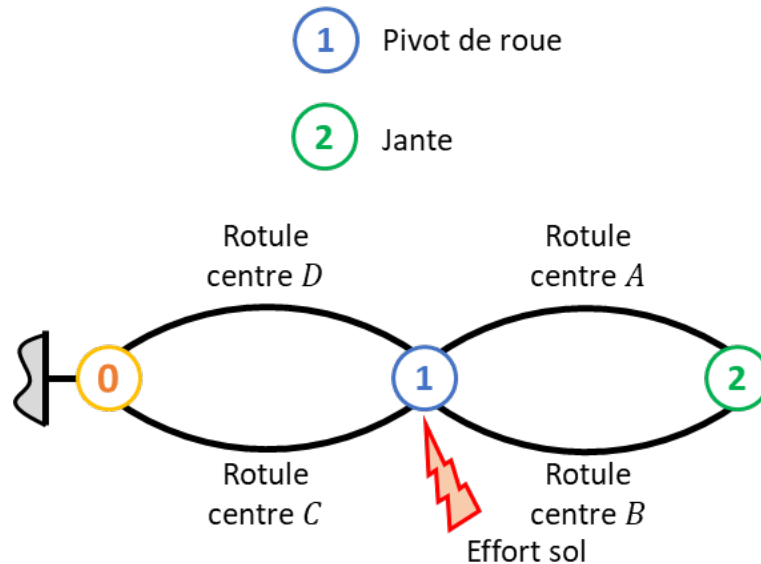 1 Pivot de roue
2 Jante
Rotule
centre D
Rotule
centre A
0
1
2
Rotule
centre C
Rotule
centre B
Effort sol